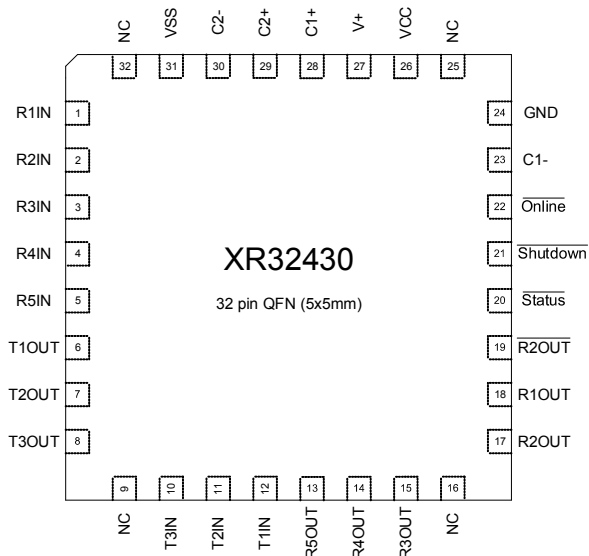 NC
VSS
C2-
C2+
C1+
V+
VCC
NC
32
31
30
29
28
27
26
25
R1IN 1
R2IN 2
R3IN 3
R4IN 4
R5IN 5
T1OUT 6
T2OUT 7
T3OUT 8
XR32430
32 pin QFN (5x5mm)
24 GND
23 C1-
22 Online
21 Shutdown
20 Status
19 R2OUT
18 R1OUT
17 R2OUT
9
10
11
12
13
14
15
16
NC
T3IN
T2IN
T1IN
R5OUT
R4OUT
R3OUT
NC